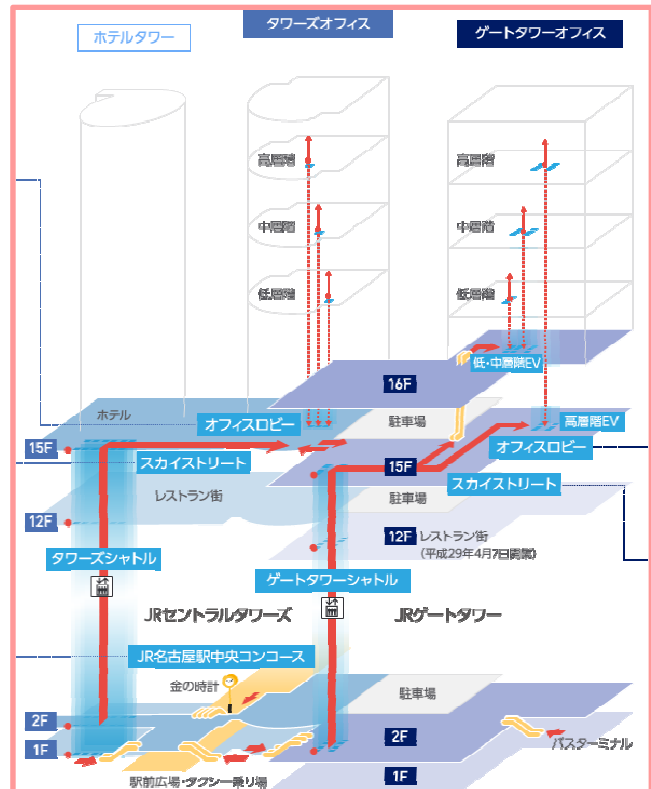 ホテルタワー
タワーズオフィス
ゲートタワーオフィス
高層階
高層階
中層階
中層階
低層階
低層階
低・中層階EV
16F
ホテル
オフィスロビー
駐車場
高層階EV
15F
オフィスロビー
スカイストリート
15F
スカイストリート
レストラン街
駐車場
12F
12F
レストラン街
(平成29年4月7日開業)
タワーズシャトル
ゲートタワーシャトル
JRセントラルタワーズ
JRゲートタワー
JR名古屋駅中央コンコース
金の時計
駐車場
2F
2F
バスターミナル
1F
駅前広場・タクシー乗り場
1F